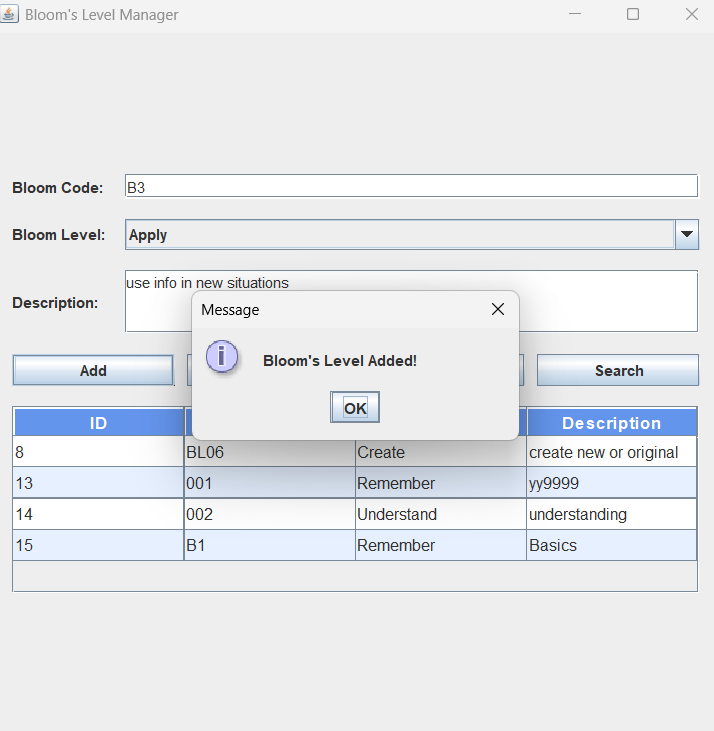 Bloom's Level Manager
Bloom Code: B3
Bloom Level: Apply
Description: use info in new situations
Message
Bloom's Level Added!
OK
Add Search
ID Description
8 BL06 Create create new or original
13 001 Remember yy9999
14 002 Understand understanding
15 B1 Remember Basics